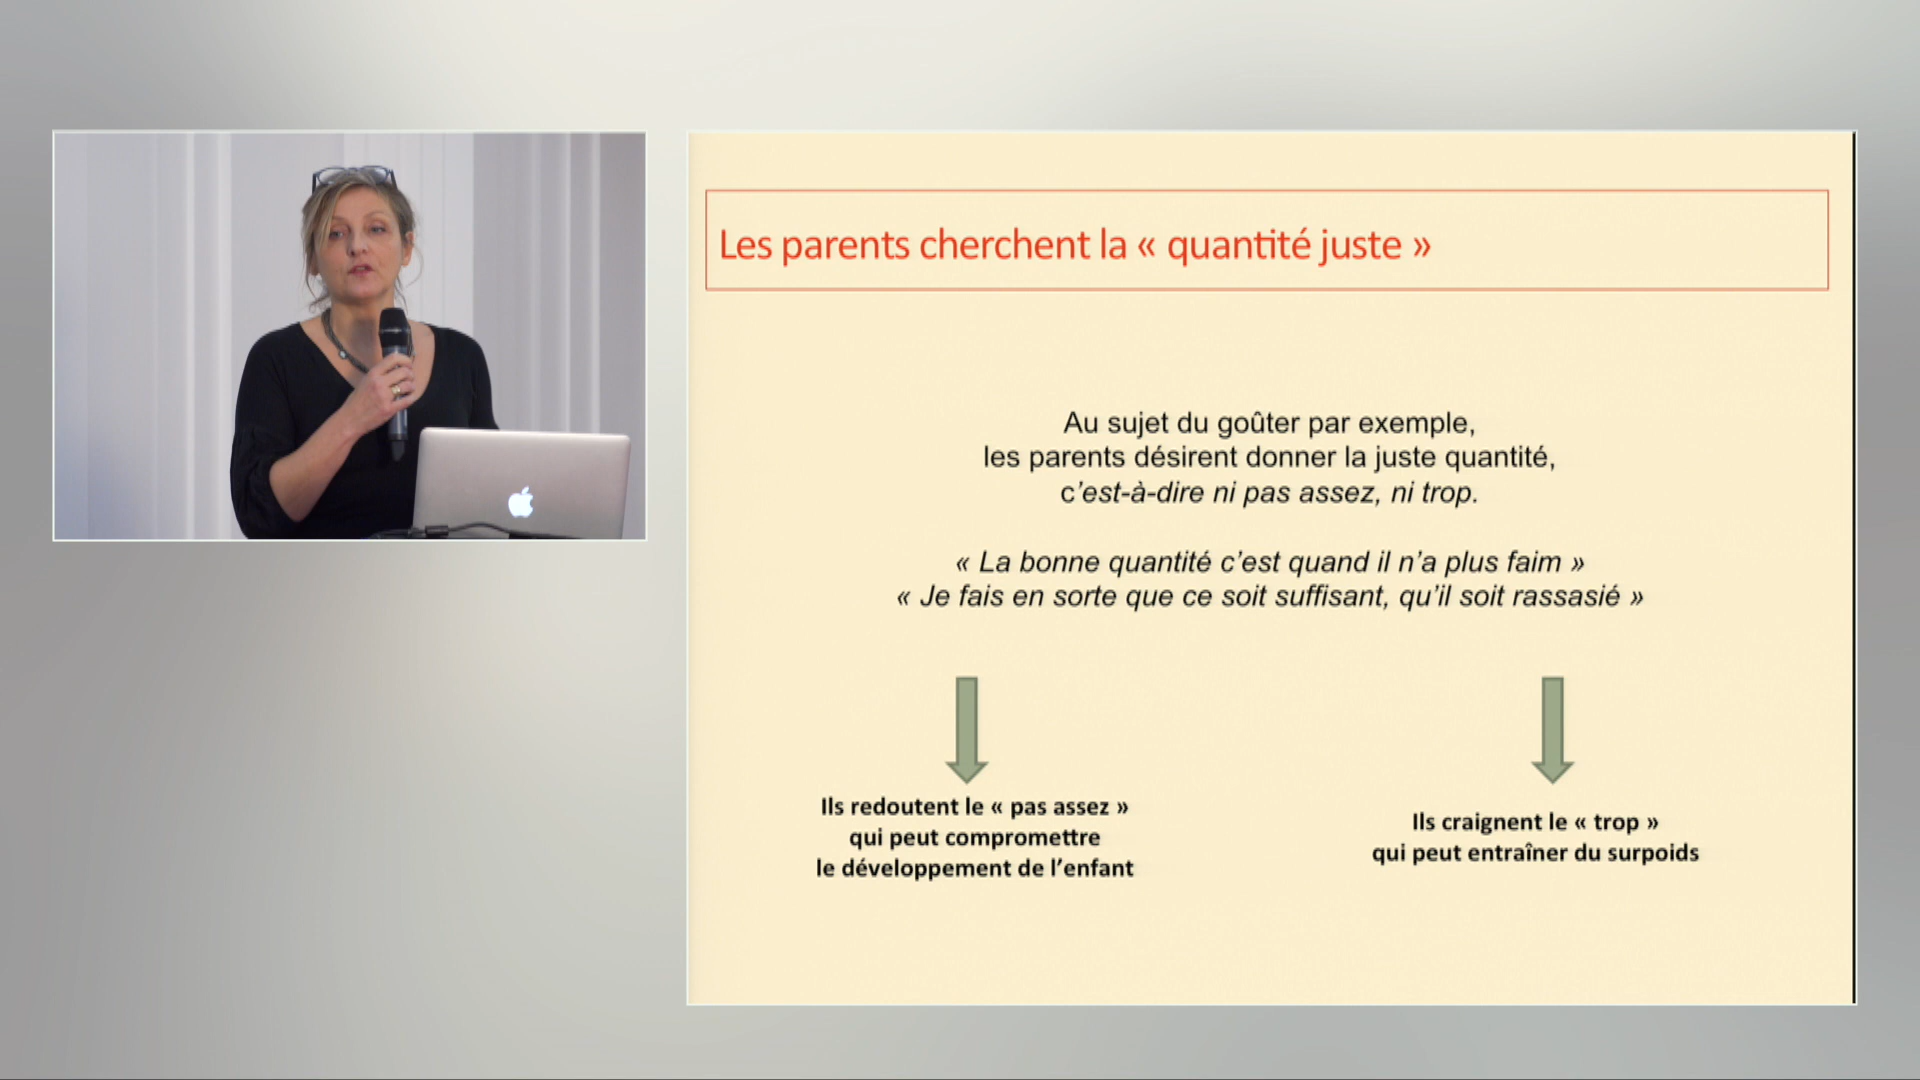 Les parents cherchent la « quantité juste »
Au sujet du goûter par exemple,
les parents désirent donner la juste quantité,
c'est-à-dire ni pas assez, ni trop.
« La bonne quantité c'est quand il n'a plus faim »
« Je fais en sorte que ce soit suffisant, qu'il soit rassasié »
Ils redoutent le « pas assez »
qui peut compromettre
le développement de l'enfant
Ils craignent le « trop »
qui peut entraîner du surpoids